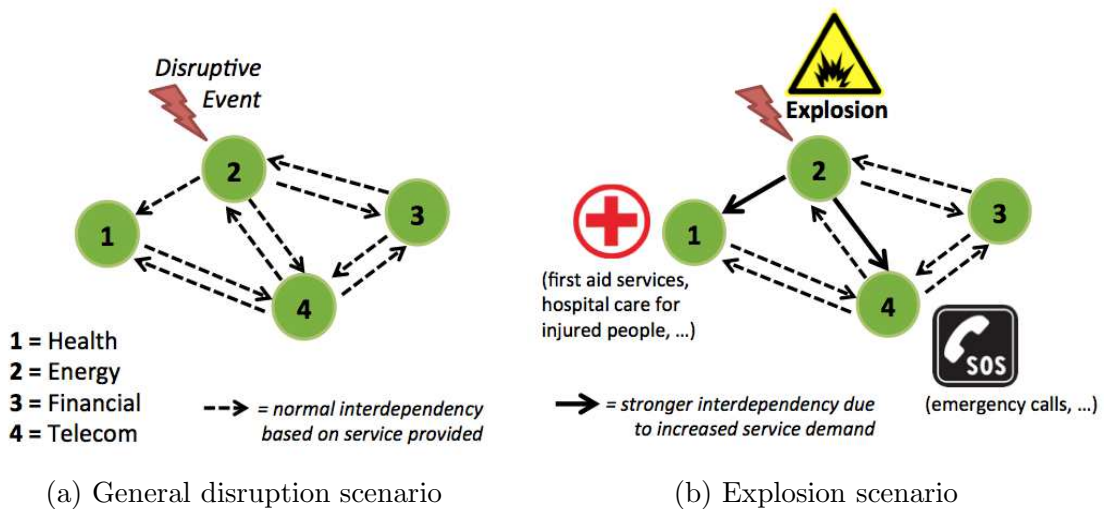 Disruptive
Event
2
3
1
4
1 = Health
2 = Energy
3 = Financial
4 = Telecom
= normal interdependency
based on service provided
(a) General disruption scenario
Explosion
2
3
1
4
(first aid services,
hospital care for
injured people, ...)
SOS
(emergency calls, ...)
= stronger interdependency due
to increased service demand
(b) Explosion scenario